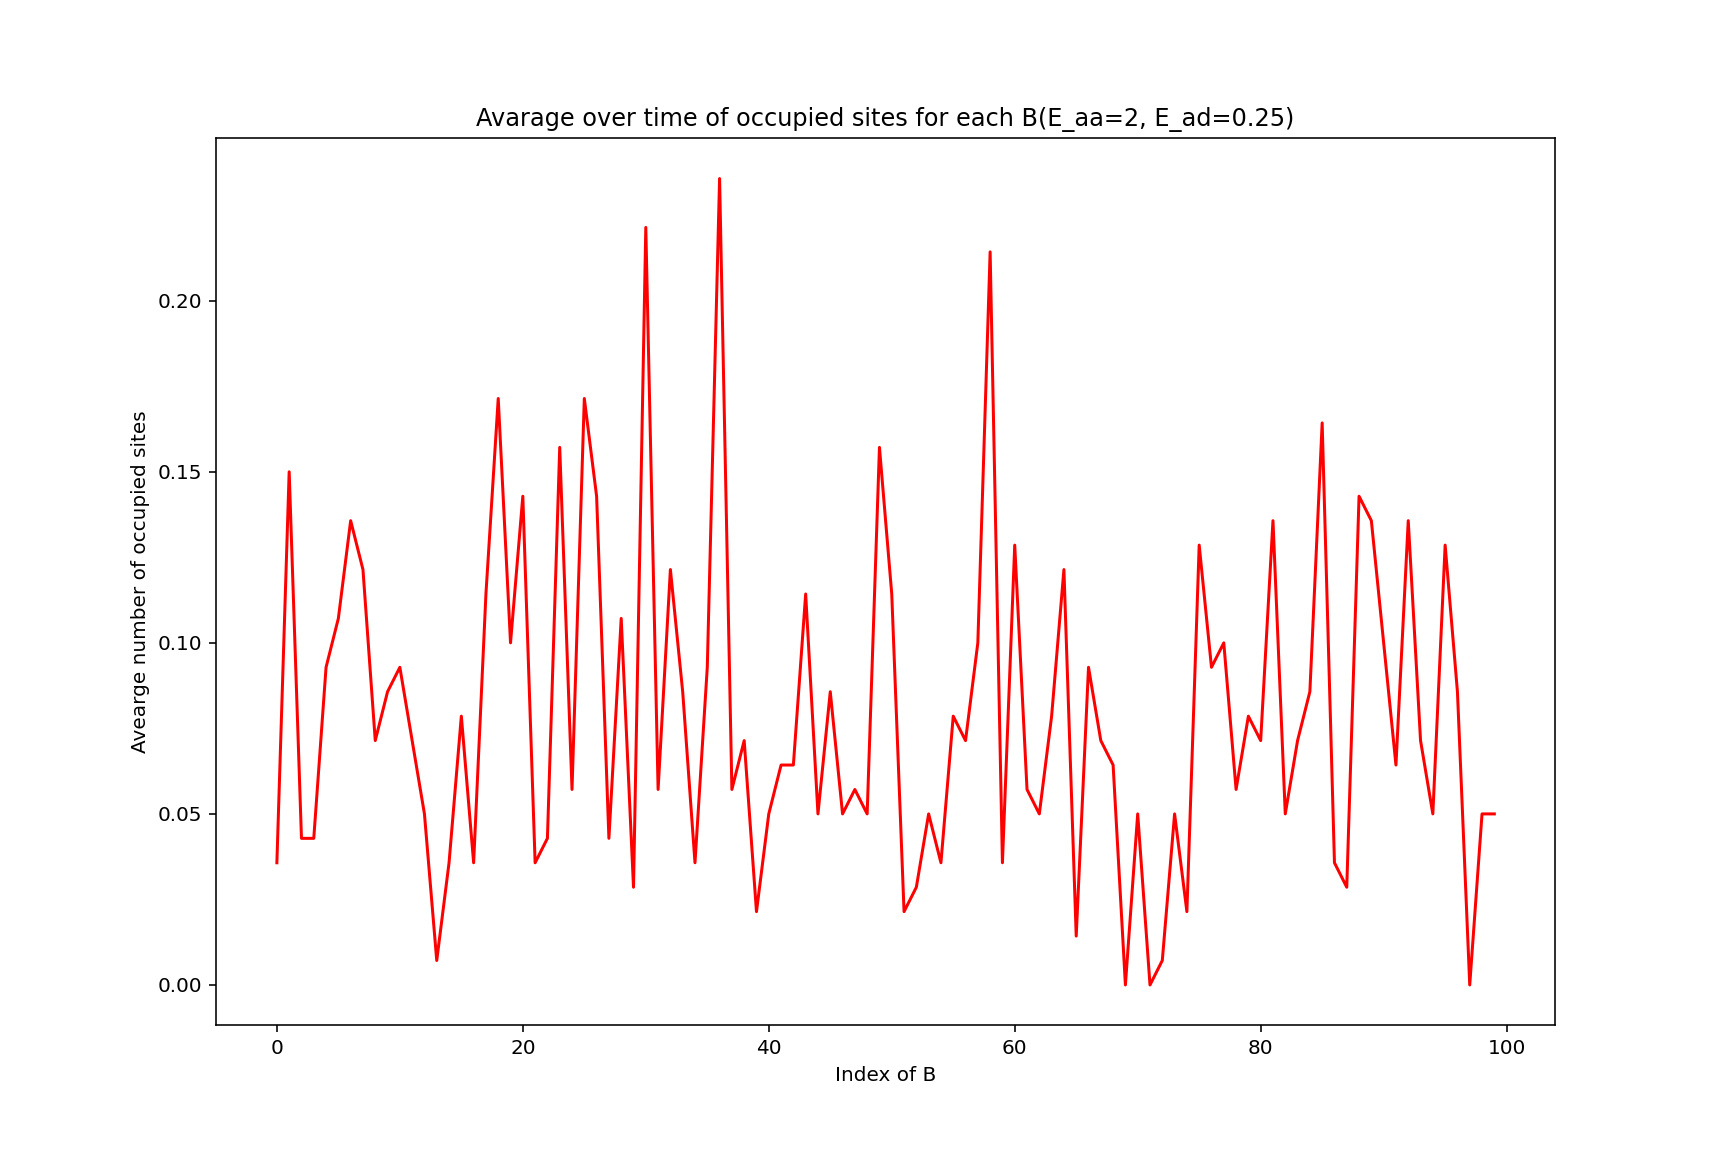 Avarage over time of occupied sites for each B(E_aa=2, E_ad=0.25)
Avearge number of occupied sites
0.20
0.15
0.10
0.05
0.00
0 20 40 60 80 100
Index of B